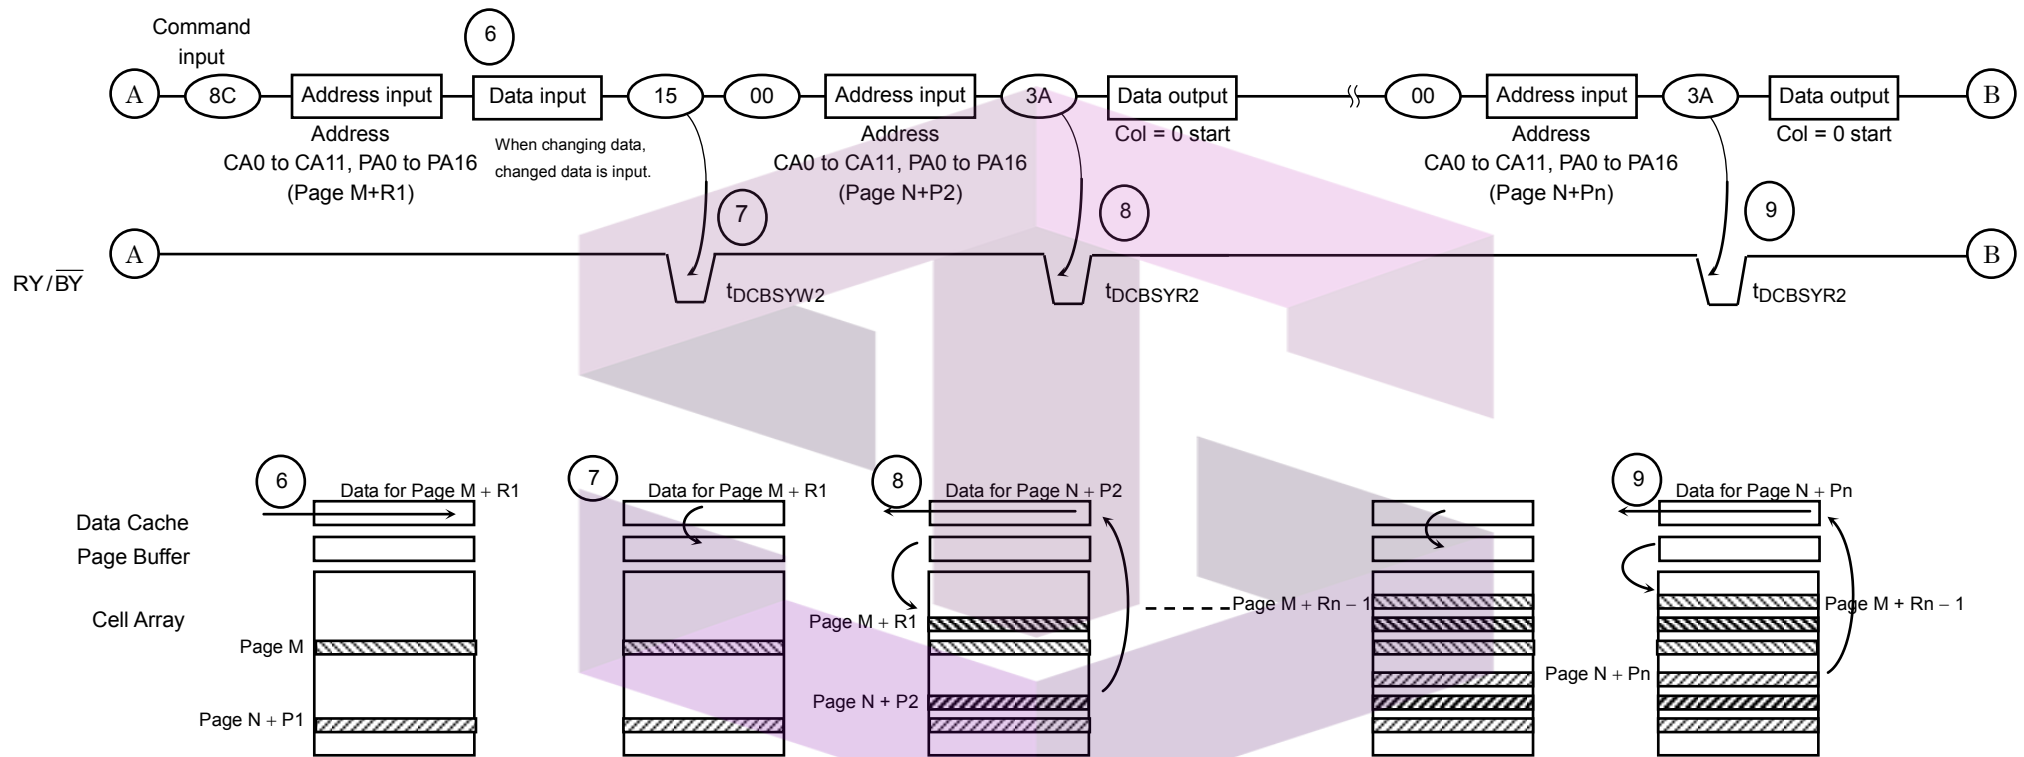 Command
input
6
A
8C
Address input
Data input
15
00
Address input
3A
Data output
00
Address input
3A
Data output
B
Address
CA0 to CA11, PA0 to PA16
(Page M+R1)
When changing data,
changed data is input.
Address
CA0 to CA11, PA0 to PA16
(Page N+P2)
Col = 0 start
Address
CA0 to CA11, PA0 to PA16
(Page N+Pn)
Col = 0 start
7
8
9
A
B
RY/B̅Y̅
tDCBSYW2
tDCBSYR2
tDCBSYR2
6
Data for Page M + R1
7
Data for Page M + R1
8
Data for Page N + P2
9
Data for Page N + Pn
Data Cache
Page Buffer
Cell Array
Page M
Page N + P1
Page M + R1
Page N + P2
Page M + Rn − 1
Page N + Pn
Page M + Rn − 1